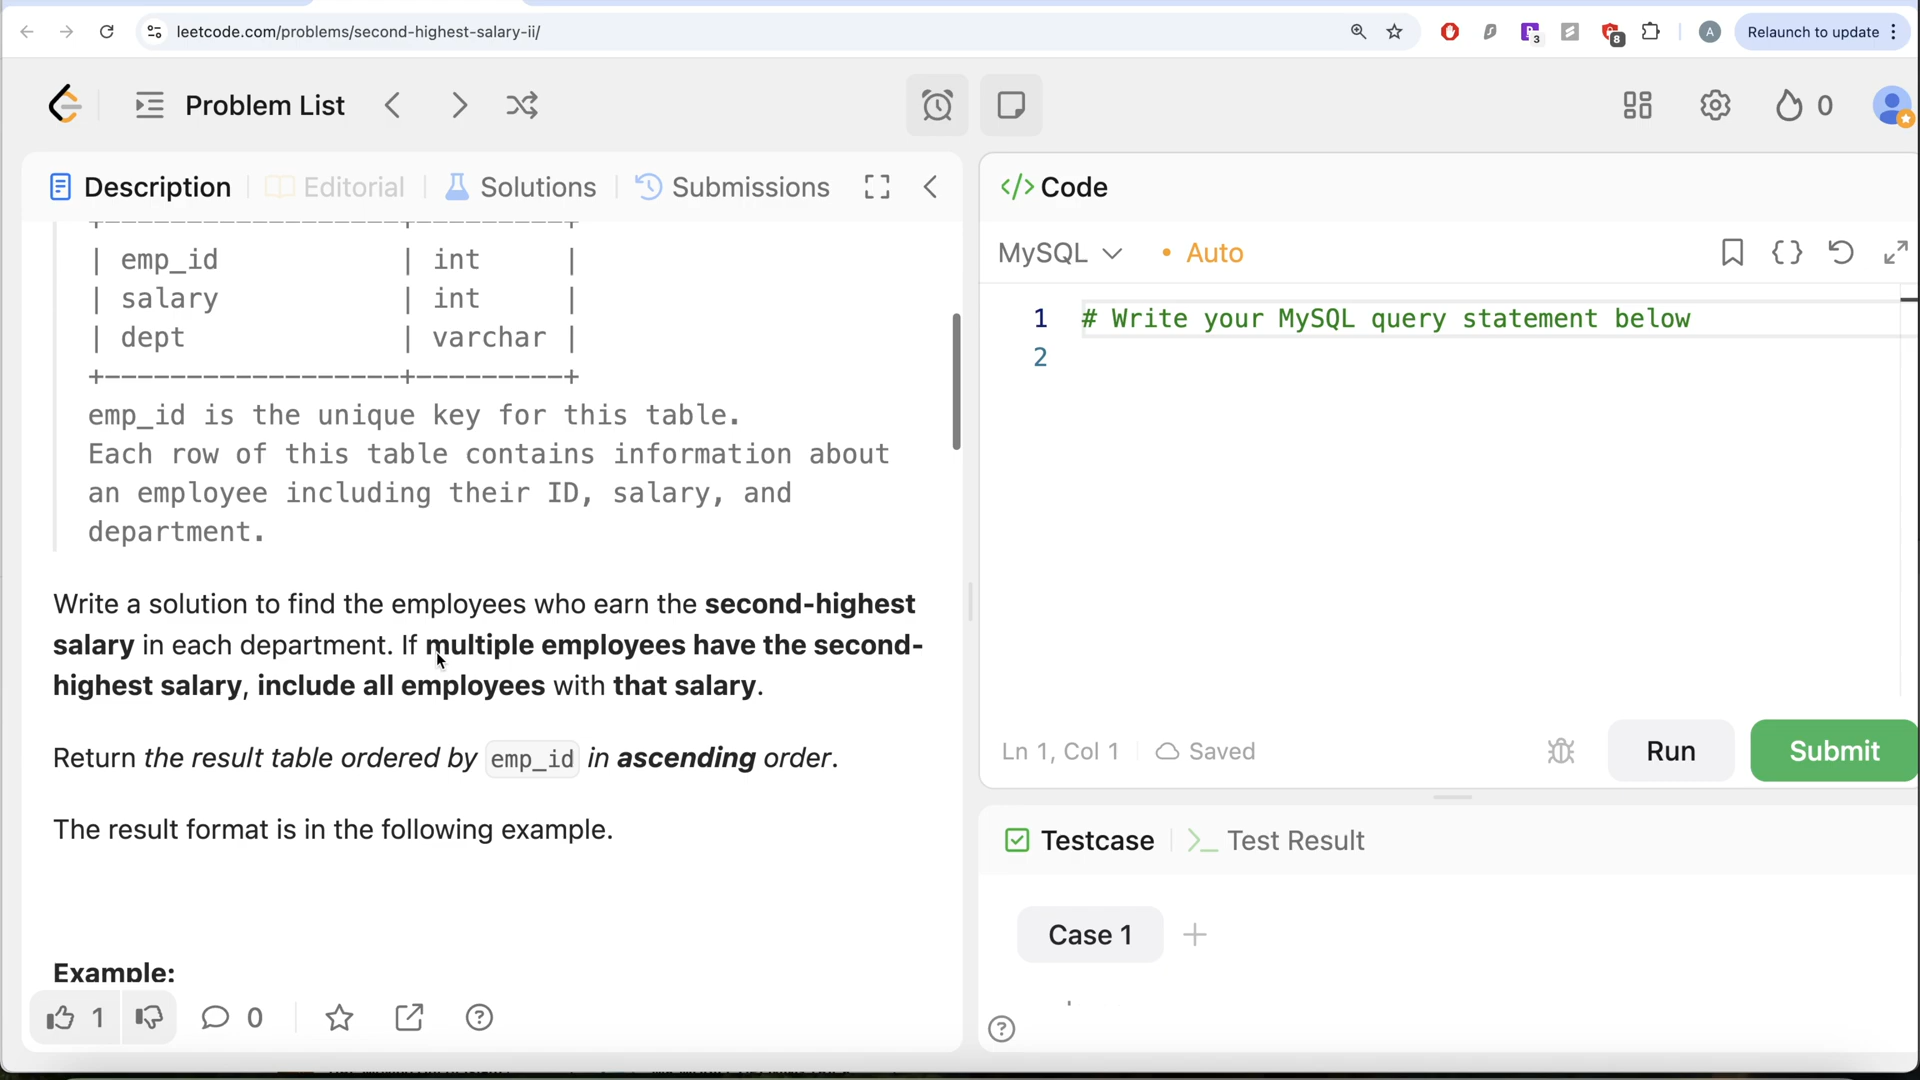 leetcode.com/problems/second-highest-salary-ii/
3
8
A
Relaunch to update
Problem List
0
Description
Editorial
Solutions
Submissions
+------------------+---------+
| emp_id | int |
| salary | int |
| dept | varchar |
+------------------+---------+
emp_id is the unique key for this table.
Each row of this table contains information about
an employee including their ID, salary, and
department.
Write a solution to find the employees who earn the second-highest
salary in each department. If multiple employees have the second-
highest salary, include all employees with that salary.
Return the result table ordered by emp_id in ascending order.
The result format is in the following example.
Example:
1
0
</> Code
MySQL
• Auto
1 # Write your MySQL query statement below
2
Ln 1, Col 1
Saved
Run
Submit
Testcase
Test Result
Case 1